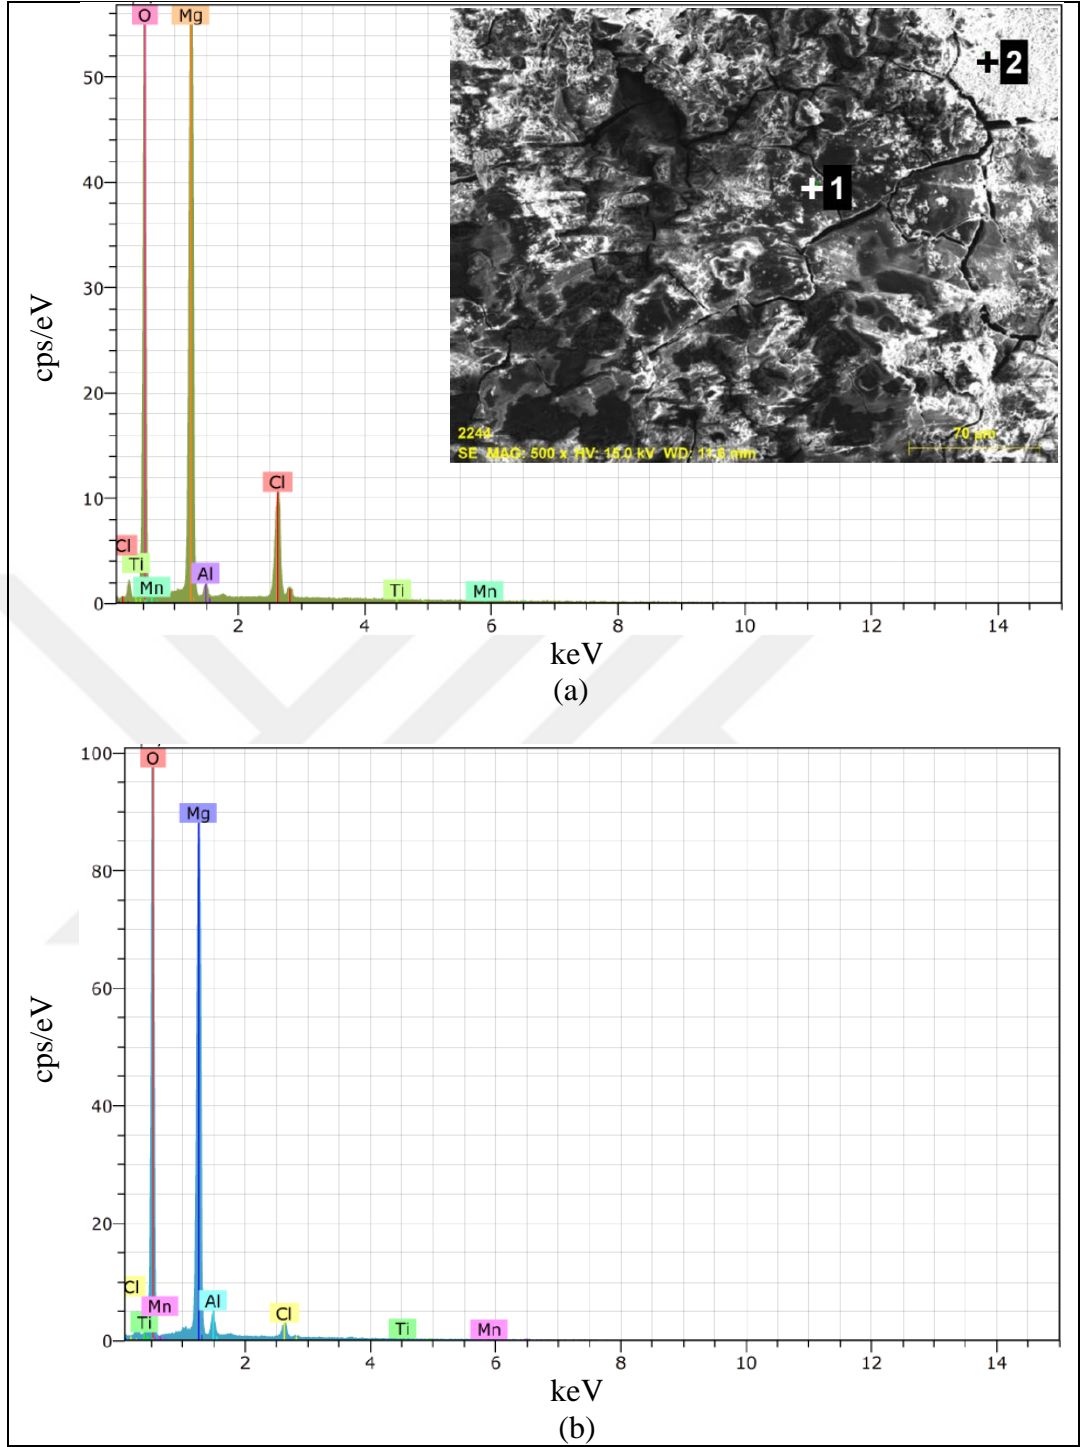 O Mg
50
40
30
20
10
0
cps/eV
Cl
Ti
Mn
Al
Cl
Ti
Mn
2 4 6 8 10 12 14
keV
+2
+1
2244
70 µm
SE MAG: 500 x HV: 15.0 kV WD: 11.6 mm
(a)
100
80
60
40
20
0
cps/eV
O
Mg
Cl
Mn
Ti
Al
Cl
Ti
Mn
2 4 6 8 10 12 14
keV
(b)